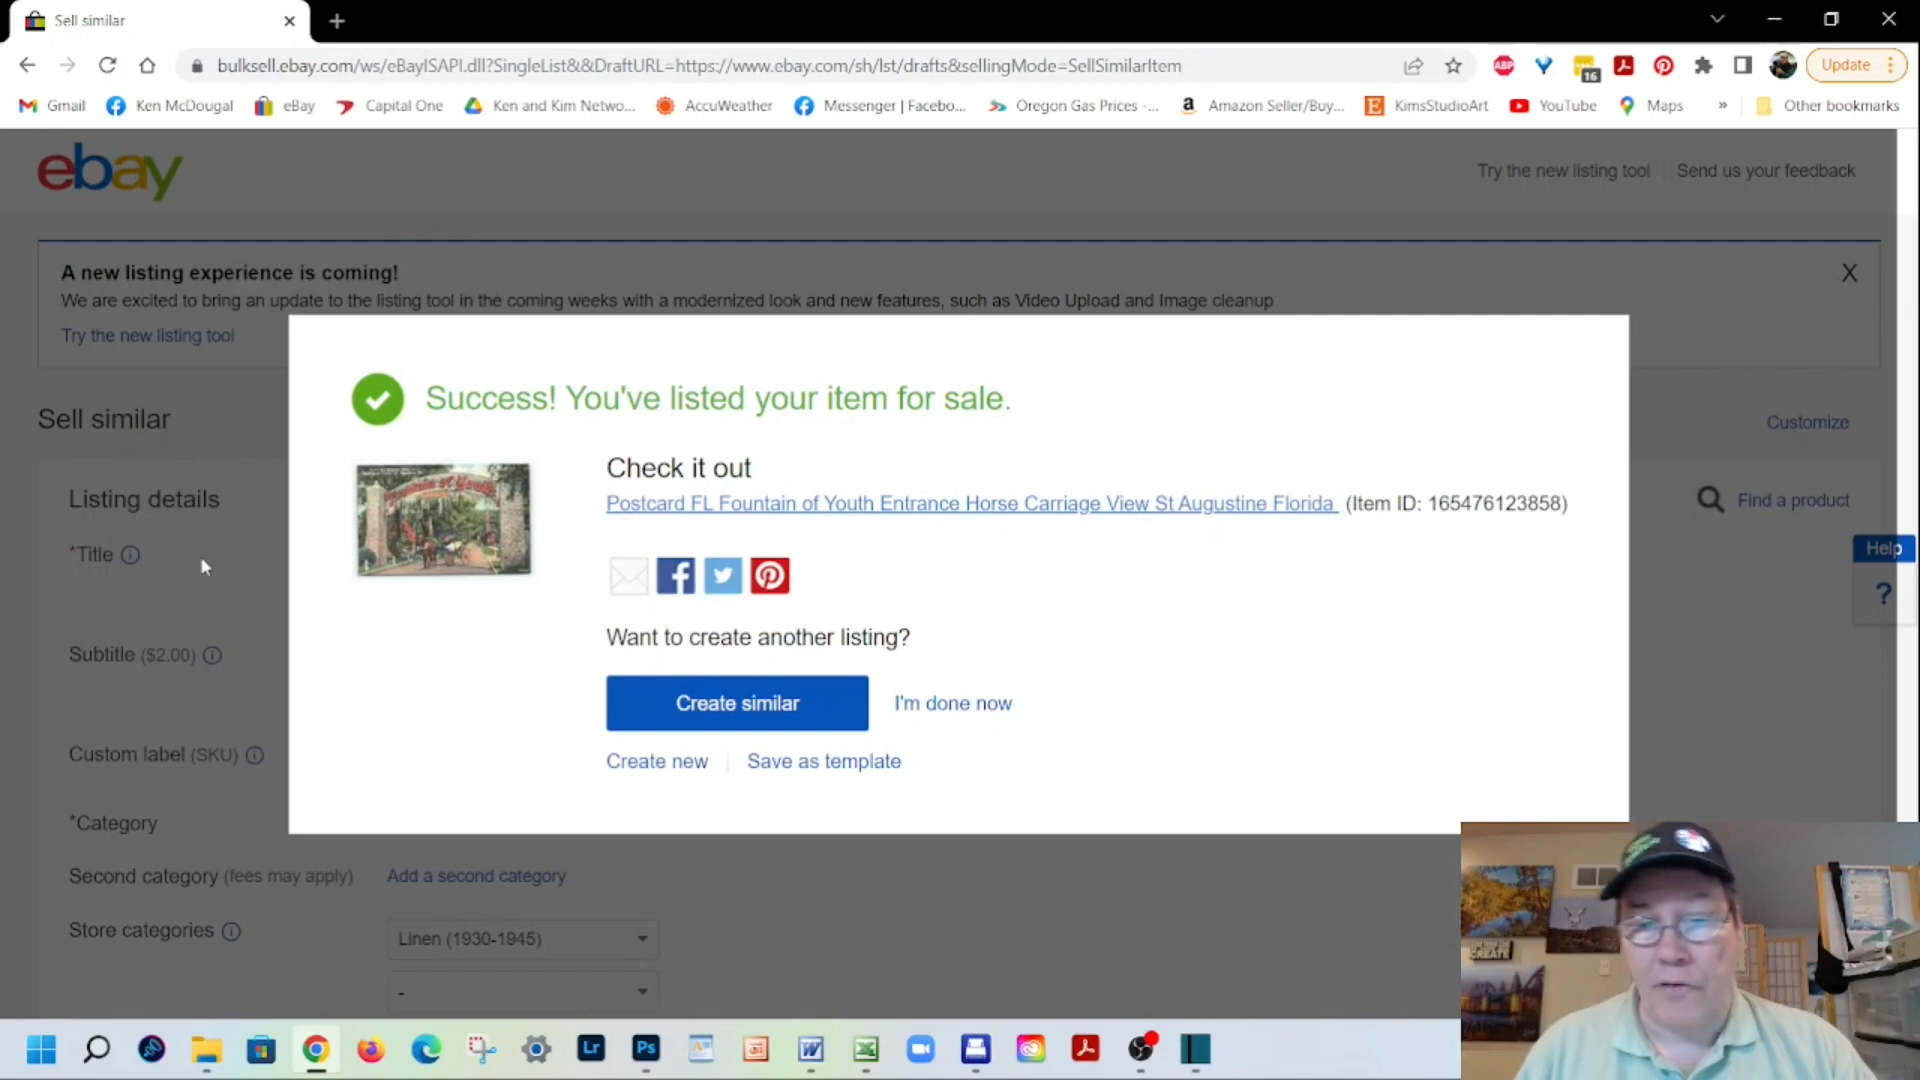 Sell similar
bulksell.ebay.com/ws/eBayISAPI.dll?SingleList&&DraftURL=https://www.ebay.com/sh/lst/drafts&sellingMode=SellSimilarItem
ABP
16
Update
Gmail
Ken McDougal
eBay
Capital One
Ken and Kim Netwo...
AccuWeather
Messenger | Facebo...
Oregon Gas Prices -...
Amazon Seller/Buy...
KimsStudioArt
YouTube
Maps
»
Other bookmarks
ebay
Try the new listing tool
Send us your feedback
A new listing experience is coming!
X
We are excited to bring an update to the listing tool in the coming weeks with a modernized look and new features, such as Video Upload and Image cleanup
Try the new listing tool
Success! You've listed your item for sale.
Sell similar
Customize
Check it out
Fountain of Youth
Postcard FL Fountain of Youth Entrance Horse Carriage View St Augustine Florida (Item ID: 165476123858)
Listing details
Find a product
*Title
Help
?
Want to create another listing?
Subtitle ($2.00)
Create similar
I'm done now
Custom label (SKU)
Create new
Save as template
*Category
Second category (fees may apply)
Add a second category
Store categories
Linen (1930-1945)
-
CREATE
Lr
Ps